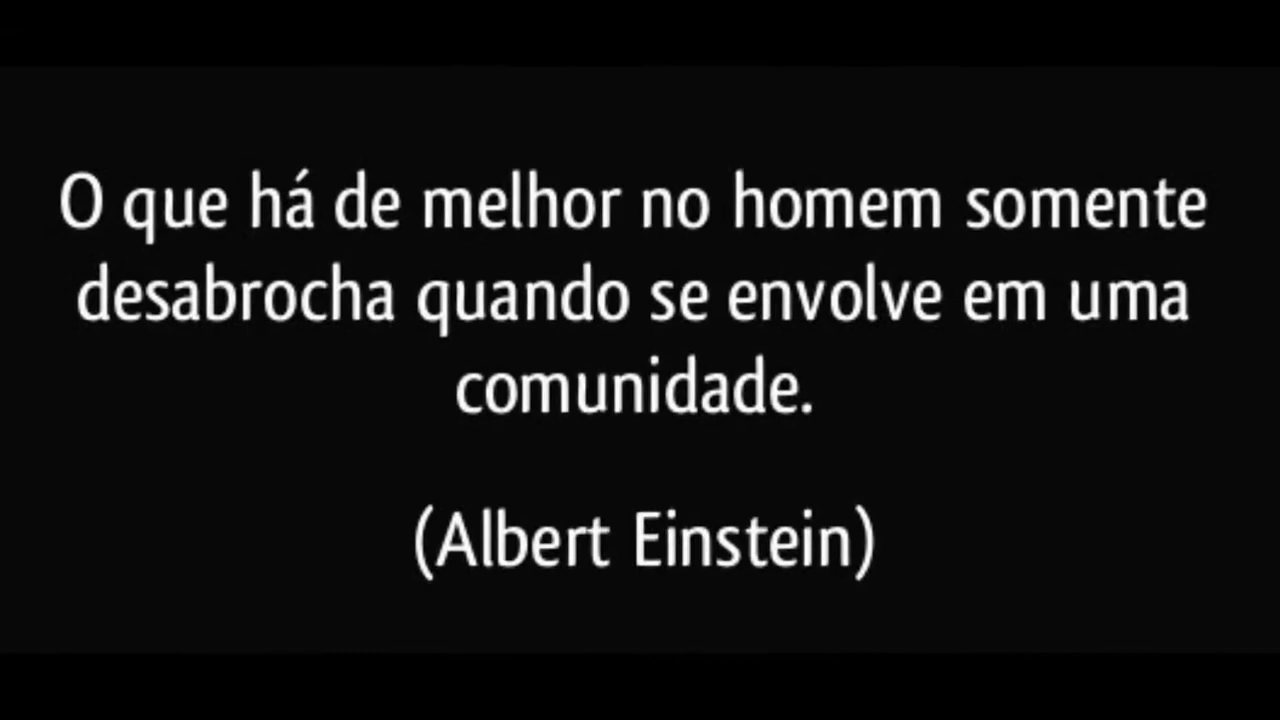 O que há de melhor no homem somente
desabrocha quando se envolve em uma
comunidade.
(Albert Einstein)